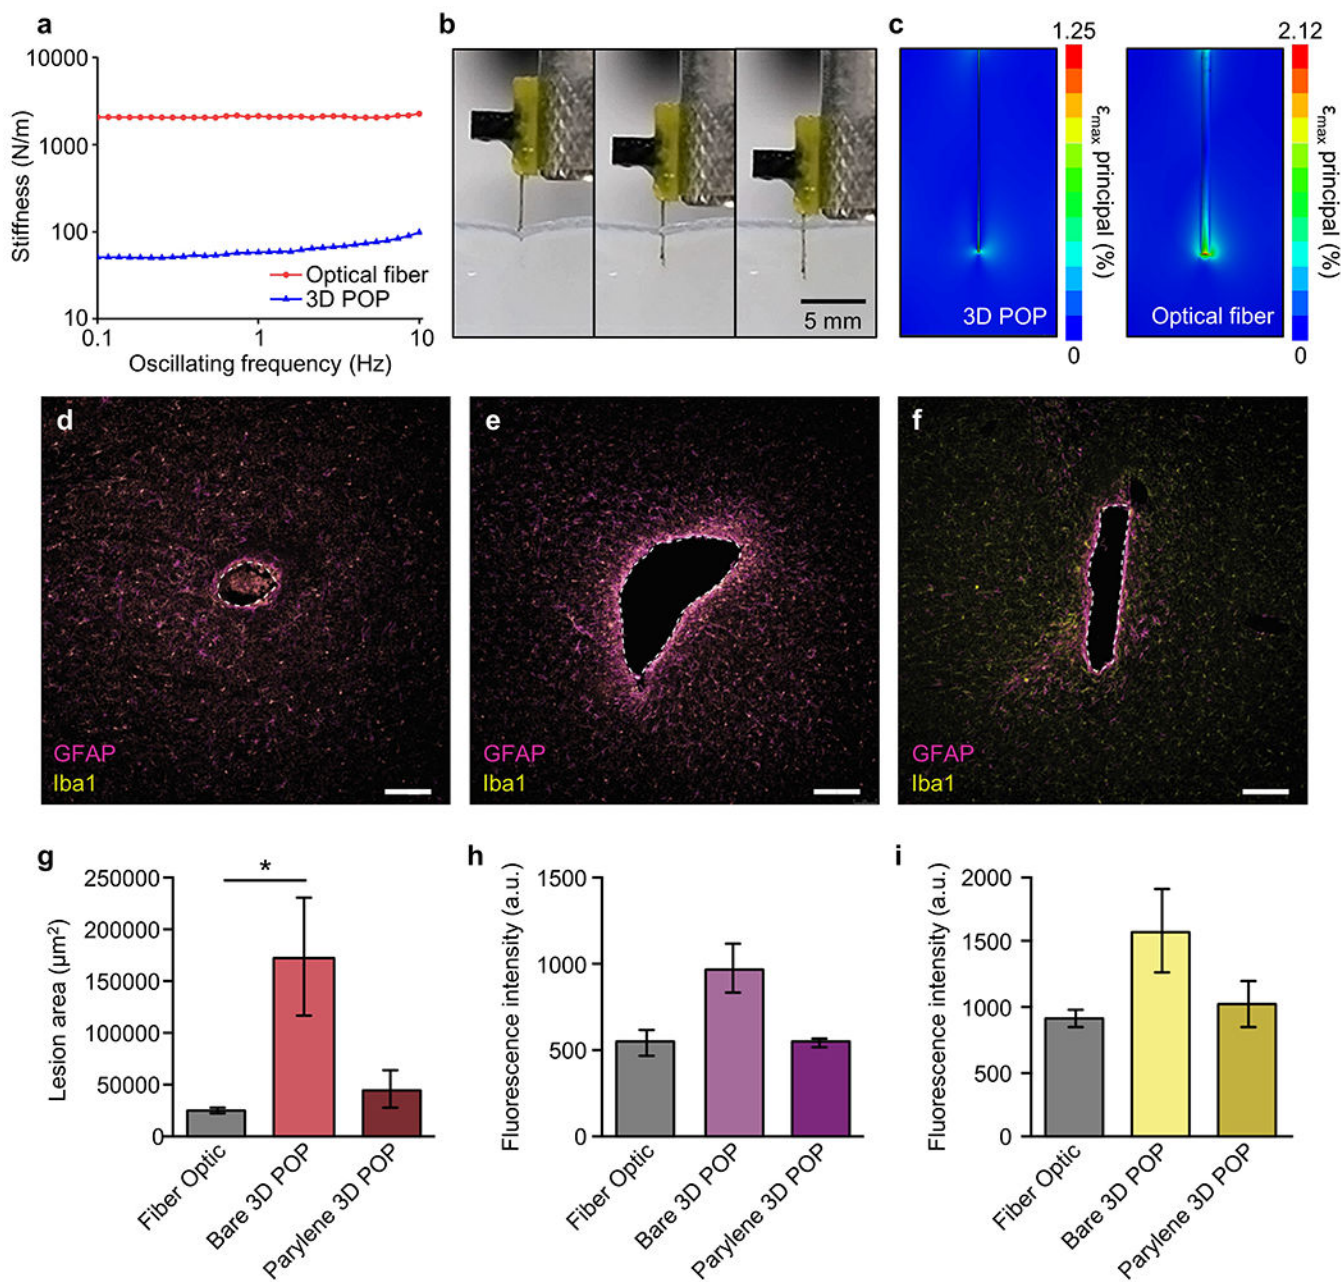 a
10000
1000
100
10
0.1
1
10
Stiffness (N/m)
Oscillating frequency (Hz)
Optical fiber
3D POP
b
5 mm
c
1.25
0
εmax principal (%)
3D POP
2.12
0
εmax principal (%)
Optical fiber
d
GFAP
Iba1
e
GFAP
Iba1
f
GFAP
Iba1
g
Lesion area (µm²)
250000
200000
150000
100000
50000
0
*
Fiber Optic
Bare 3D POP
Parylene 3D POP
h
Fluorescence intensity (a.u.)
1500
1000
500
0
Fiber Optic
Bare 3D POP
Parylene 3D POP
i
Fluorescence intensity (a.u.)
2000
1500
1000
500
0
Fiber Optic
Bare 3D POP
Parylene 3D POP